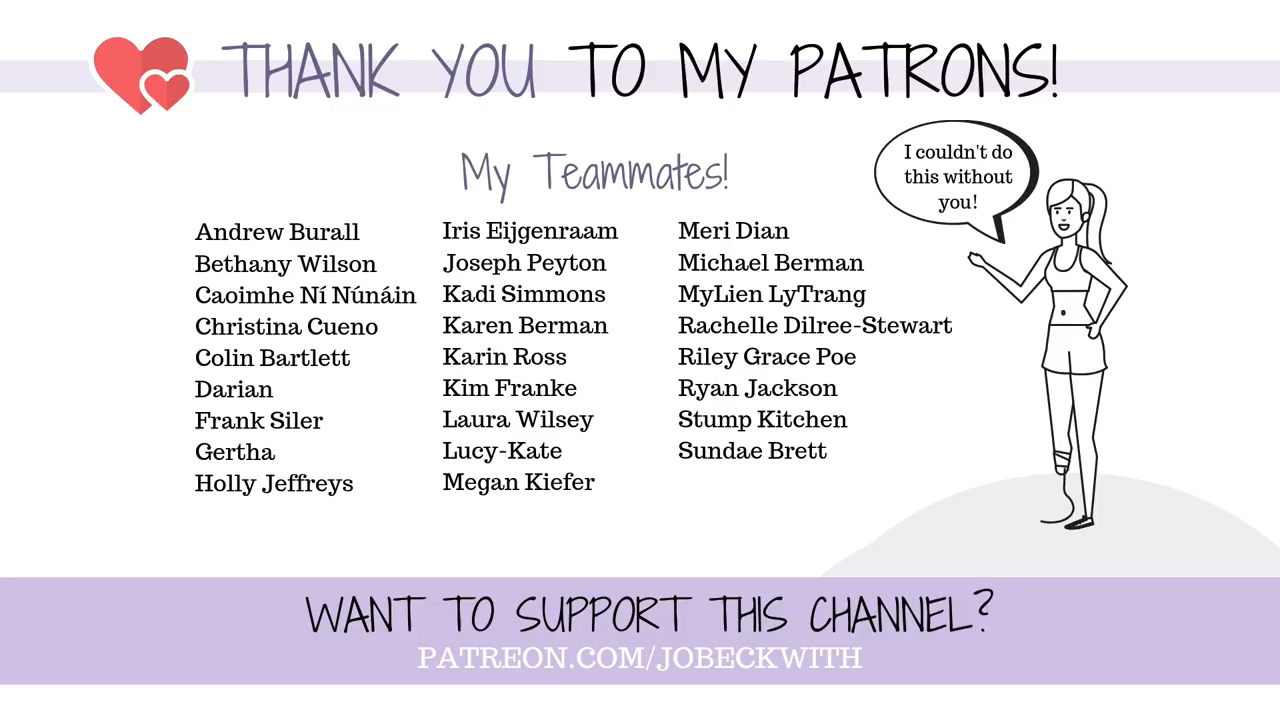 THANK YOU TO MY PATRONS!
My Teammates!
I couldn't do
this without
you!
Andrew Burall
Bethany Wilson
Caoimhe Ní Núnáin
Christina Cueno
Colin Bartlett
Darian
Frank Siler
Gertha
Holly Jeffreys
Iris Eijgenraam
Joseph Peyton
Kadi Simmons
Karen Berman
Karin Ross
Kim Franke
Laura Wilsey
Lucy-Kate
Megan Kiefer
Meri Dian
Michael Berman
MyLien LyTrang
Rachelle Dilree-Stewart
Riley Grace Poe
Ryan Jackson
Stump Kitchen
Sundae Brett
WANT TO SUPPORT THIS CHANNEL?
PATREON.COM/JOBECKWITH